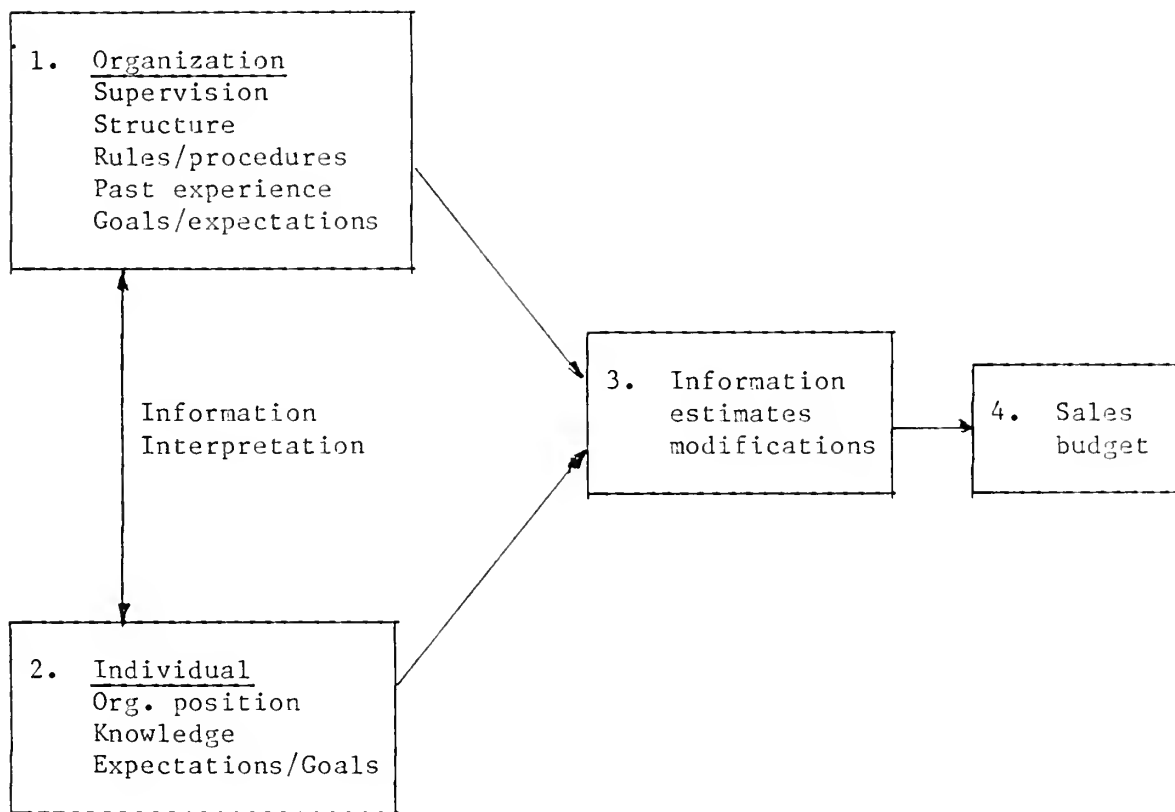 1. Organization
Supervision
Structure
Rules/procedures
Past experience
Goals/expectations
Information
Interpretation
3. Information
estimates
modifications
4. Sales
budget
2. Individual
Org. position
Knowledge
Expectations/Goals